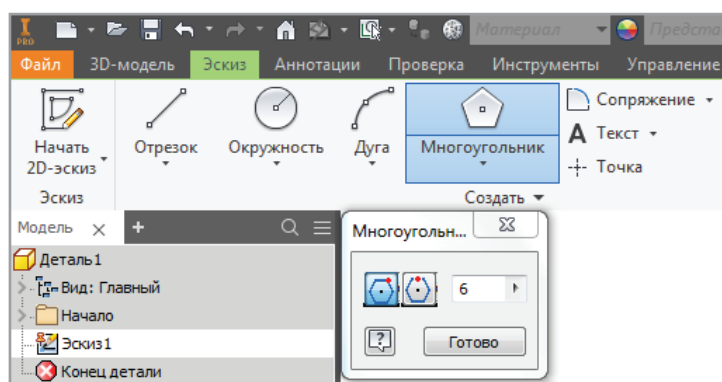 PRO Материал Предста
Файл 3D-модель Эскиз Аннотации Проверка Инструменты Управление
Начать 2D-эскиз
Отрезок
Окружность
Дуга
Многоугольник
Сопряжение
A Текст
Точка
Эскиз
Создать
Модель
Деталь1
Вид: Главный
Начало
Эскиз1
Конец детали
Многоугольн...
6
?
Готово